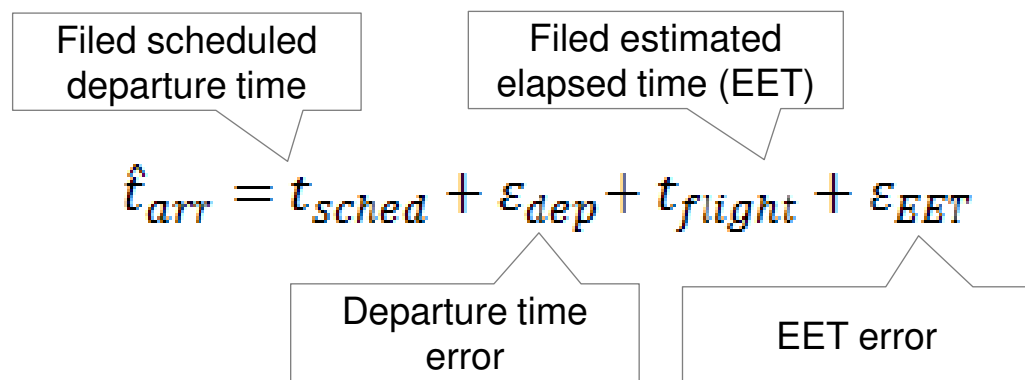 Filed scheduled
departure time
Filed estimated
elapsed time (EET)
t̂_arr = t_sched + ε_dep + t_flight + ε_EET
Departure time
error
EET error